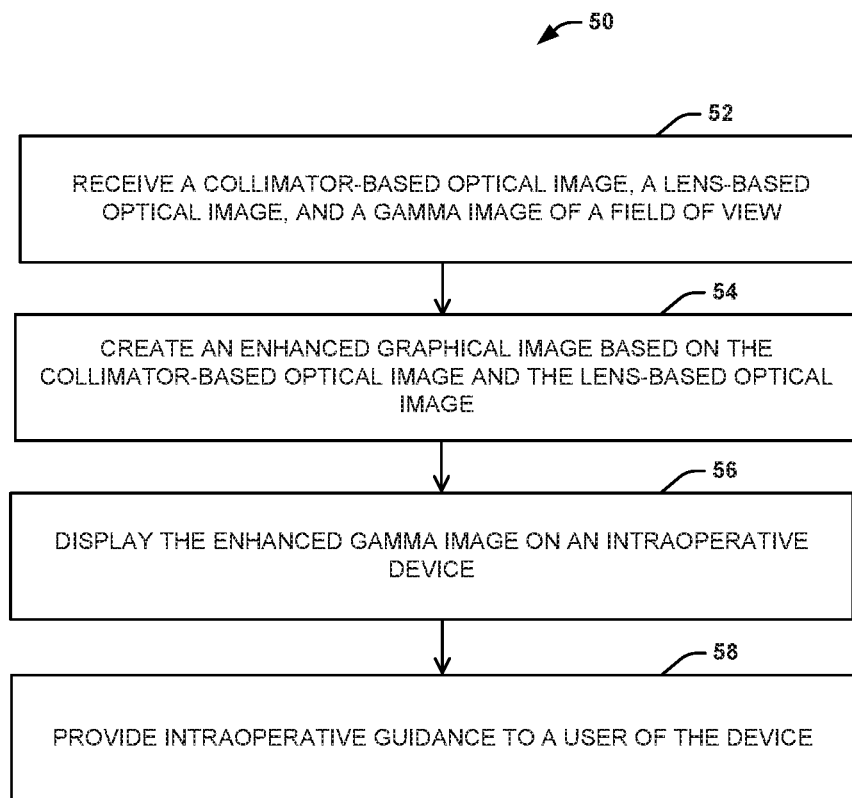 50
52
RECEIVE A COLLIMATOR-BASED OPTICAL IMAGE, A LENS-BASED
OPTICAL IMAGE, AND A GAMMA IMAGE OF A FIELD OF VIEW
54
CREATE AN ENHANCED GRAPHICAL IMAGE BASED ON THE
COLLIMATOR-BASED OPTICAL IMAGE AND THE LENS-BASED OPTICAL
IMAGE
56
DISPLAY THE ENHANCED GAMMA IMAGE ON AN INTRAOPERATIVE
DEVICE
58
PROVIDE INTRAOPERATIVE GUIDANCE TO A USER OF THE DEVICE